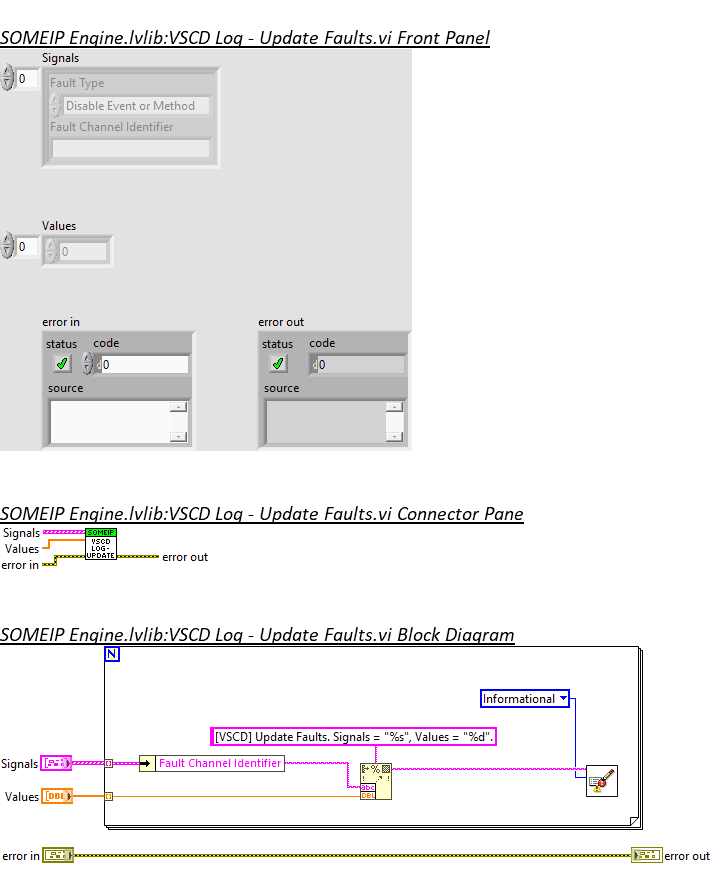 SOMEIP Engine.lvlib:VSCD Log - Update Faults.vi Front Panel
Signals
0
Fault Type
Disable Event or Method
Fault Channel Identifier
Values
0
0
error in
error out
status code
status code
0
0
source
source
SOMEIP Engine.lvlib:VSCD Log - Update Faults.vi Connector Pane
Signals
SOMEIP
VSCD
Values
LOG-
UPDATE
error in
error out
SOMEIP Engine.lvlib:VSCD Log - Update Faults.vi Block Diagram
N
Informational
[VSCD] Update Faults. Signals = "%s", Values = "%d".
Signals
Fault Channel Identifier
abc
Values
DBL
DBL
error in
error out